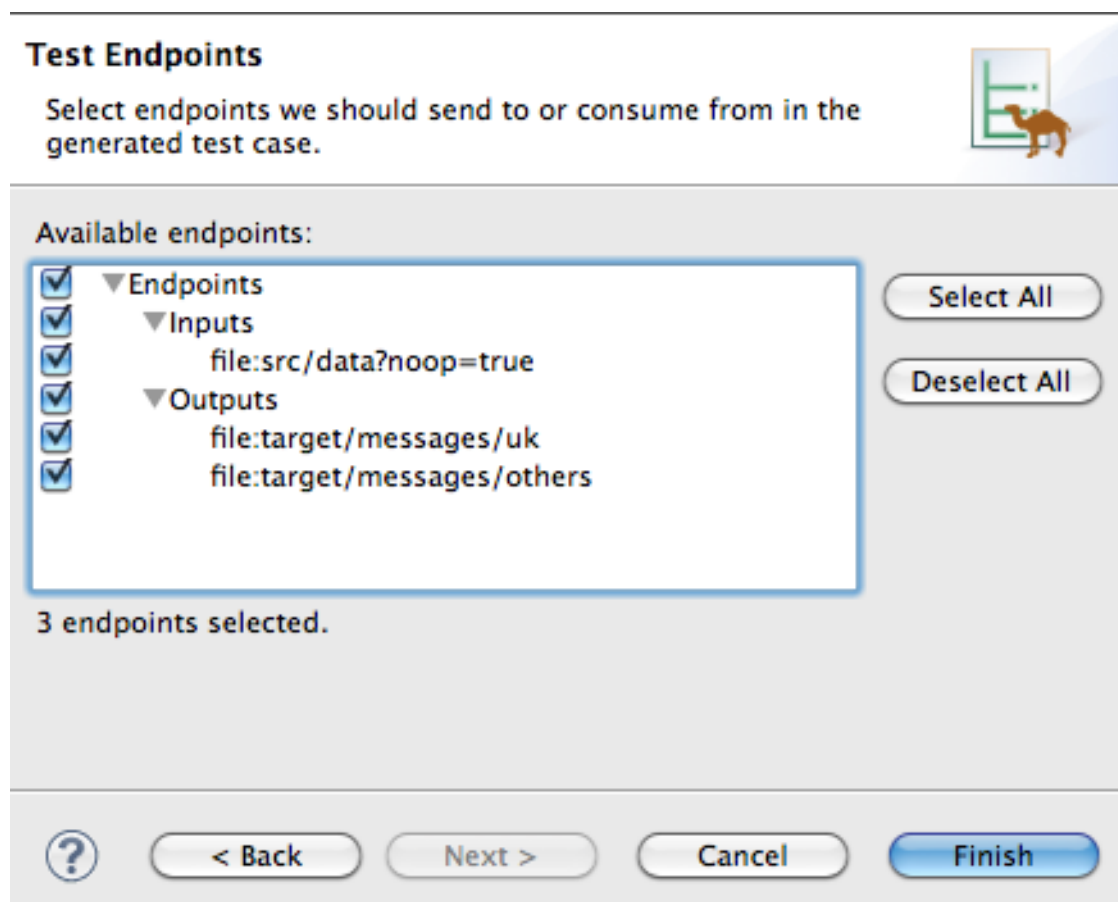 Test Endpoints
Select endpoints we should send to or consume from in the
generated test case.
Available endpoints:
Endpoints
Inputs
file:src/data?noop=true
Outputs
file:target/messages/uk
file:target/messages/others
Select All
Deselect All
3 endpoints selected.
?
< Back
Next >
Cancel
Finish